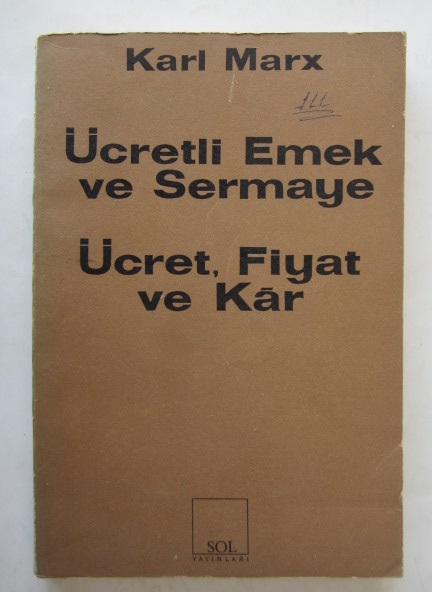 Karl Marx
Ücretli Emek
ve Sermaye
Ücret, Fiyat
ve Kâr
SOL
YAYINLARI